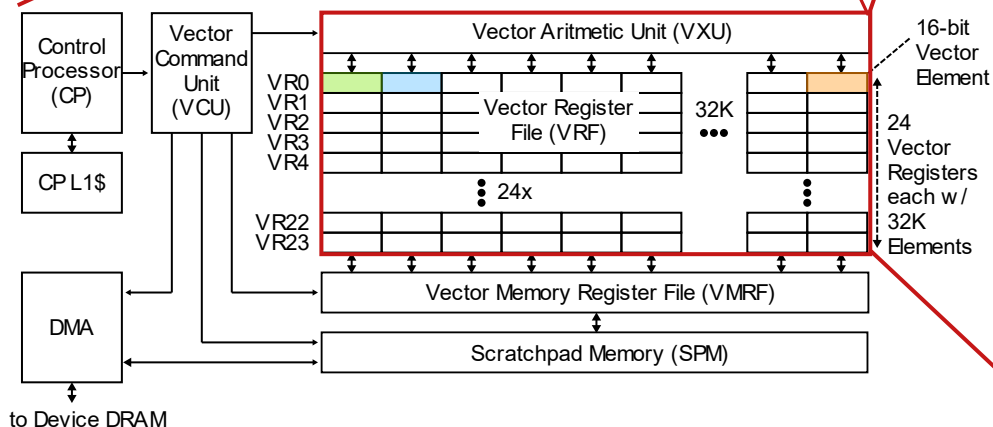 Control
Processor
(CP)
Vector
Command
Unit
(VCU)
Vector Aritmetic Unit (VXU)
16-bit
Vector
Element
VR0
VR1
VR2
VR3
VR4
Vector Register
File (VRF)
32K
24
Vector
Registers
each w/
32K
Elements
CP L1$
24x
VR22
VR23
Vector Memory Register File (VMRF)
DMA
Scratchpad Memory (SPM)
to Device DRAM